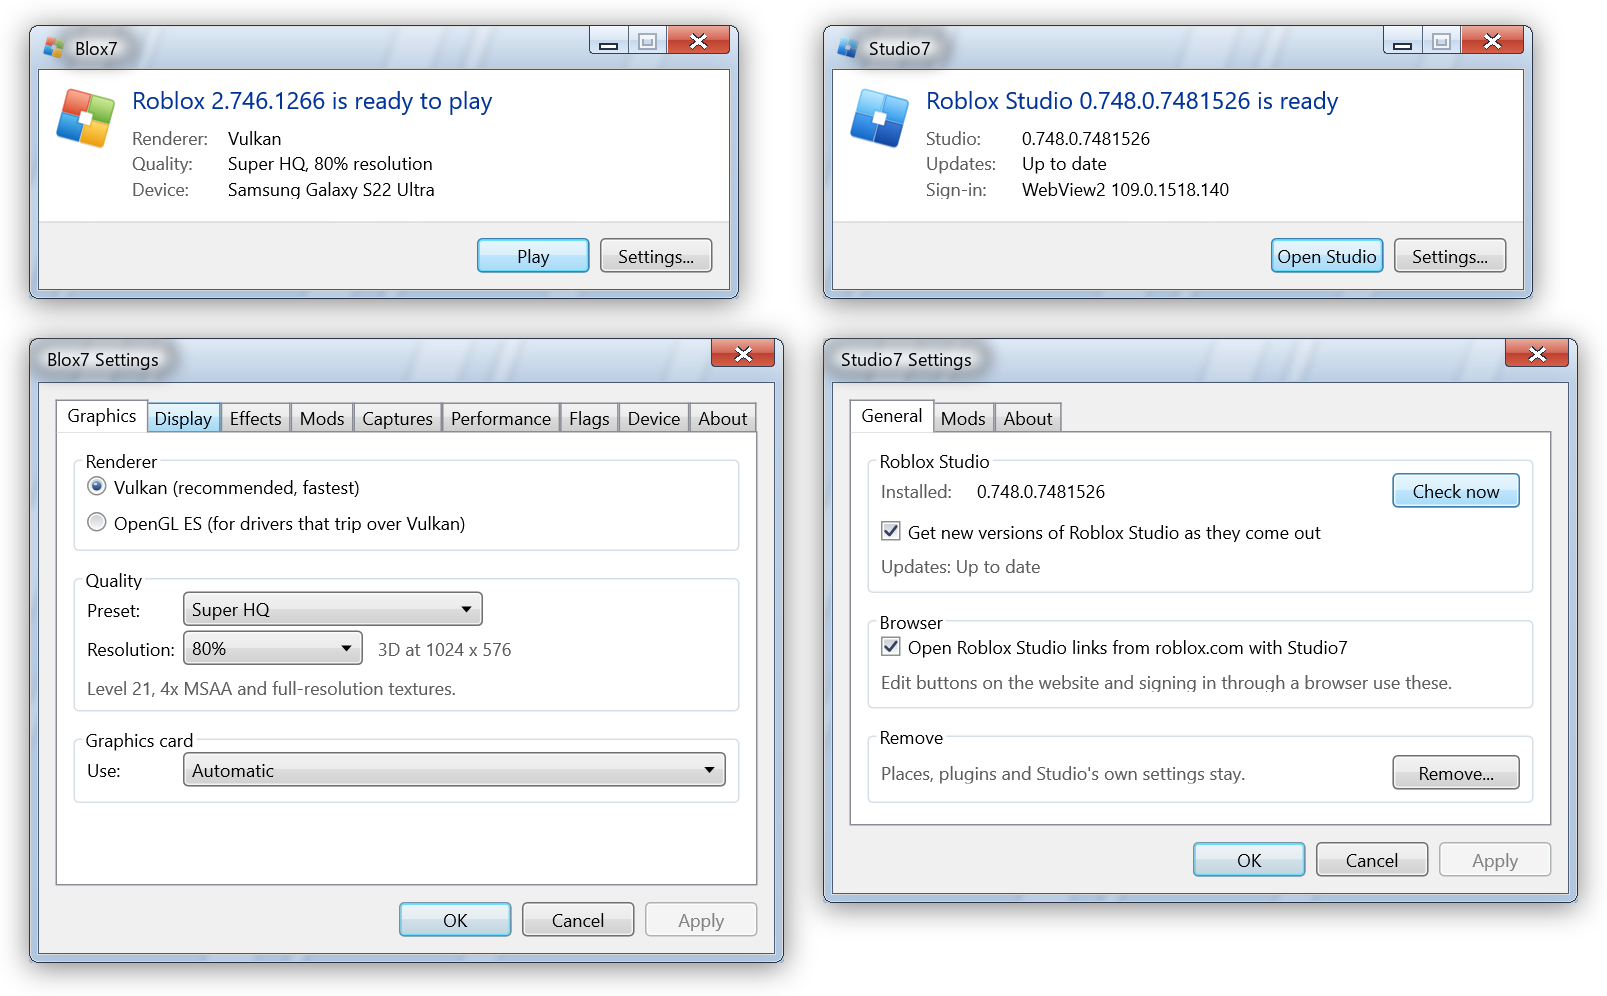 Blox7
Roblox 2.746.1266 is ready to play
Renderer: Vulkan
Quality: Super HQ, 80% resolution
Device: Samsung Galaxy S22 Ultra
Play Settings...
Studio7
Roblox Studio 0.748.0.7481526 is ready
Studio: 0.748.0.7481526
Updates: Up to date
Sign-in: WebView2 109.0.1518.140
Open Studio Settings...
Blox7 Settings
Graphics Display Effects Mods Captures Performance Flags Device About
Renderer
Vulkan (recommended, fastest)
OpenGL ES (for drivers that trip over Vulkan)
Quality
Preset: Super HQ
Resolution: 80% 3D at 1024 x 576
Level 21, 4x MSAA and full-resolution textures.
Graphics card
Use: Automatic
OK Cancel Apply
Studio7 Settings
General Mods About
Roblox Studio
Installed: 0.748.0.7481526 Check now
Get new versions of Roblox Studio as they come out
Updates: Up to date
Browser
Open Roblox Studio links from roblox.com with Studio7
Edit buttons on the website and signing in through a browser use these.
Remove
Places, plugins and Studio's own settings stay. Remove...
OK Cancel Apply